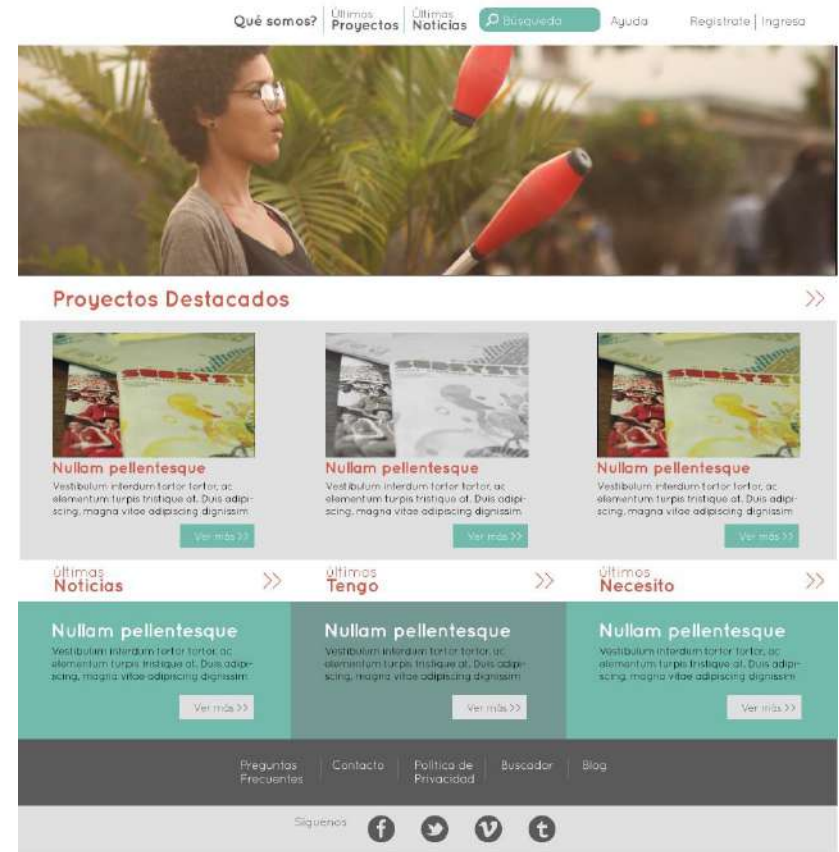 Qué somos?
Últimos
Proyectos
Últimas
Noticias
Búsqueda
Ayuda
Registrate | Ingresa
Proyectos Destacados >>
Nullam pellentesque
Vestibulum interdum tortor tortor, ac
elementum turpis tristique at. Duis adipi-
scing, magna vitae adipiscing dignissim
Ver más >>
Nullam pellentesque
Vestibulum interdum tortor tortor, ac
elementum turpis tristique at. Duis adipi-
scing, magna vitae adipiscing dignissim
Ver más >>
Nullam pellentesque
Vestibulum interdum tortor tortor, ac
elementum turpis tristique at. Duis adipi-
scing, magna vitae adipiscing dignissim
Ver más >>
últimas
Noticias >>
últimos
Tengo >>
últimos
Necesito >>
Nullam pellentesque
Vestibulum interdum tortor tortor, ac
elementum turpis tristique at. Duis adipi-
scing, magna vitae adipiscing dignissim
Ver más >>
Nullam pellentesque
Vestibulum interdum tortor tortor, ac
elementum turpis tristique at. Duis adipi-
scing, magna vitae adipiscing dignissim
Ver más >>
Nullam pellentesque
Vestibulum interdum tortor tortor, ac
elementum turpis tristique at. Duis adipi-
scing, magna vitae adipiscing dignissim
Ver más >>
Preguntas
Frecuentes
Contacto
Política de
Privacidad
Buscador
Blog
Síguenos